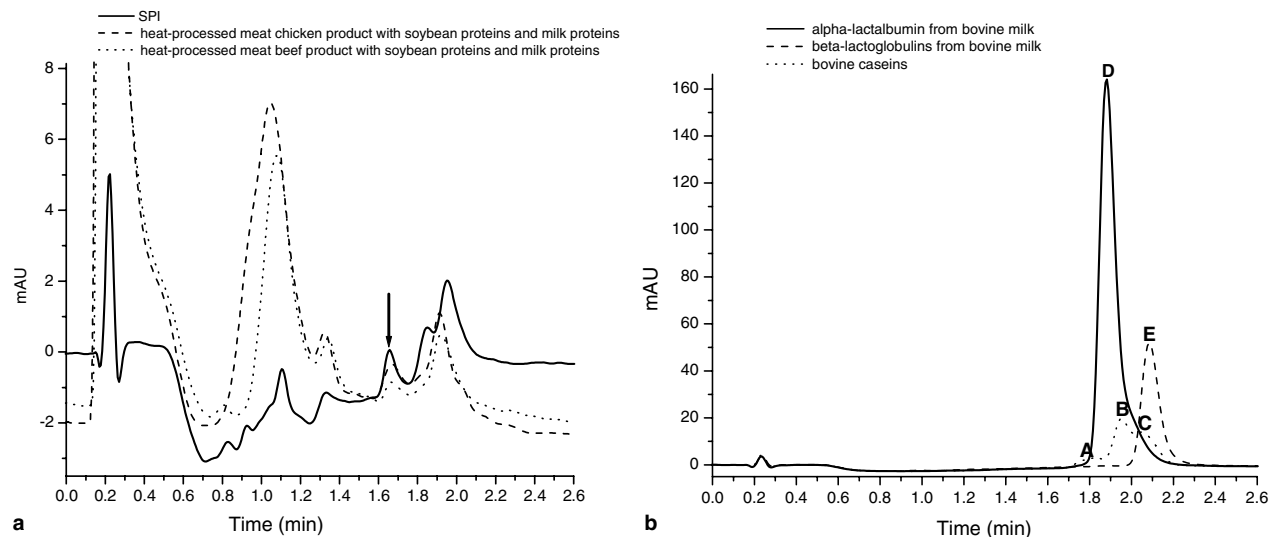 SPI
heat-processed meat chicken product with soybean proteins and milk proteins
heat-processed meat beef product with soybean proteins and milk proteins
8
6
4
2
0
-2
mAU
0.0 0.2 0.4 0.6 0.8 1.0 1.2 1.4 1.6 1.8 2.0 2.2 2.4 2.6
Time (min)
a
alpha-lactalbumin from bovine milk
beta-lactoglobulins from bovine milk
bovine caseins
D
E
B
C
A
160
140
120
100
80
60
40
20
0
mAU
0.0 0.2 0.4 0.6 0.8 1.0 1.2 1.4 1.6 1.8 2.0 2.2 2.4 2.6
Time (min)
b